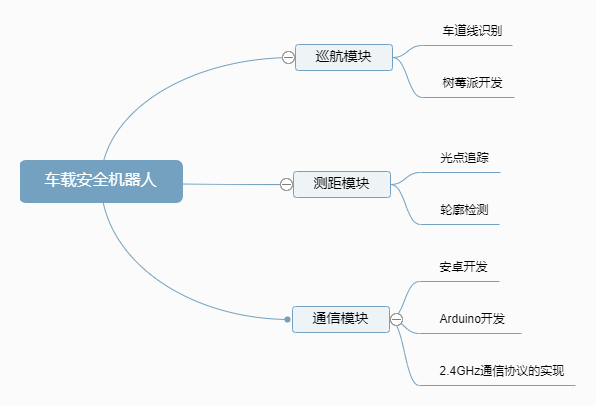 车载安全机器人
巡航模块
车道线识别
树莓派开发
测距模块
光点追踪
轮廓检测
通信模块
安卓开发
Arduino开发
2.4GHz通信协议的实现